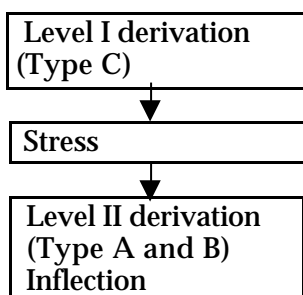 Level I derivation
(Type C)
Stress
Level II derivation
(Type A and B)
Inflection